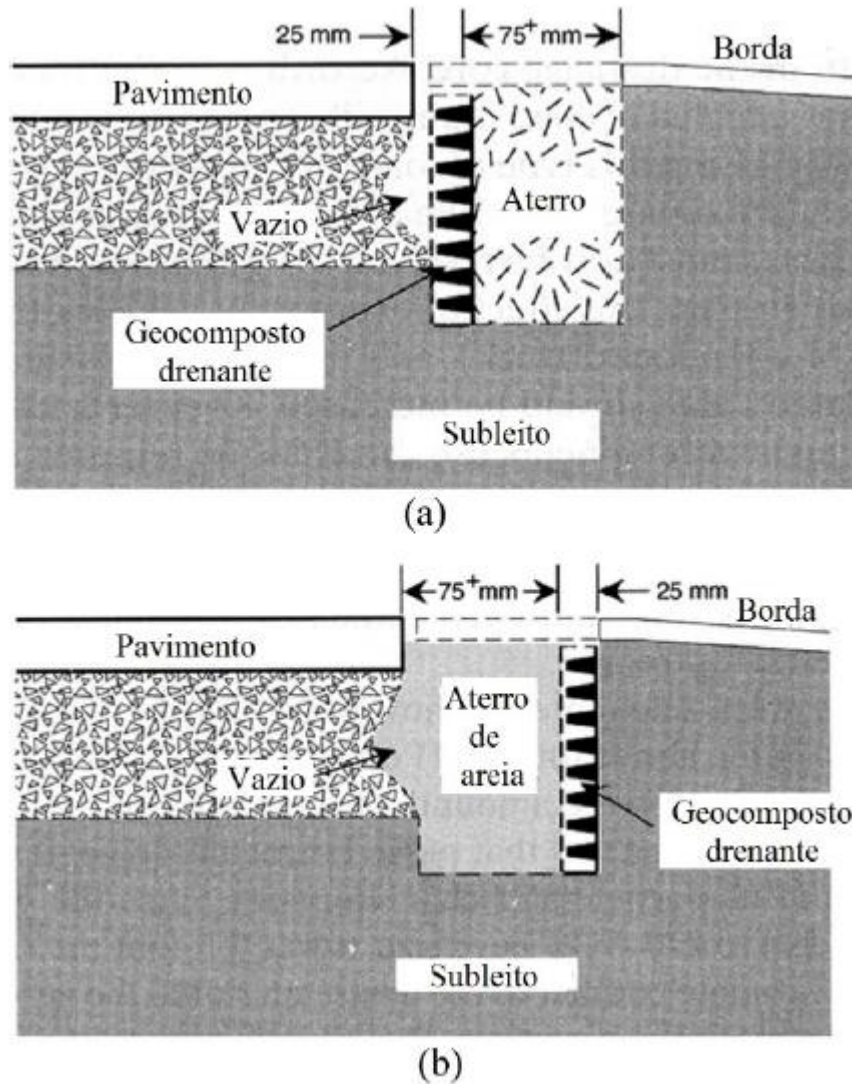 25 mm
75+ mm
Borda
Pavimento
Vazio
Aterro
Geocomposto
drenante
Subleito
(a)
75+ mm
25 mm
Borda
Pavimento
Aterro
de
areia
Vazio
Geocomposto
drenante
Subleito
(b)